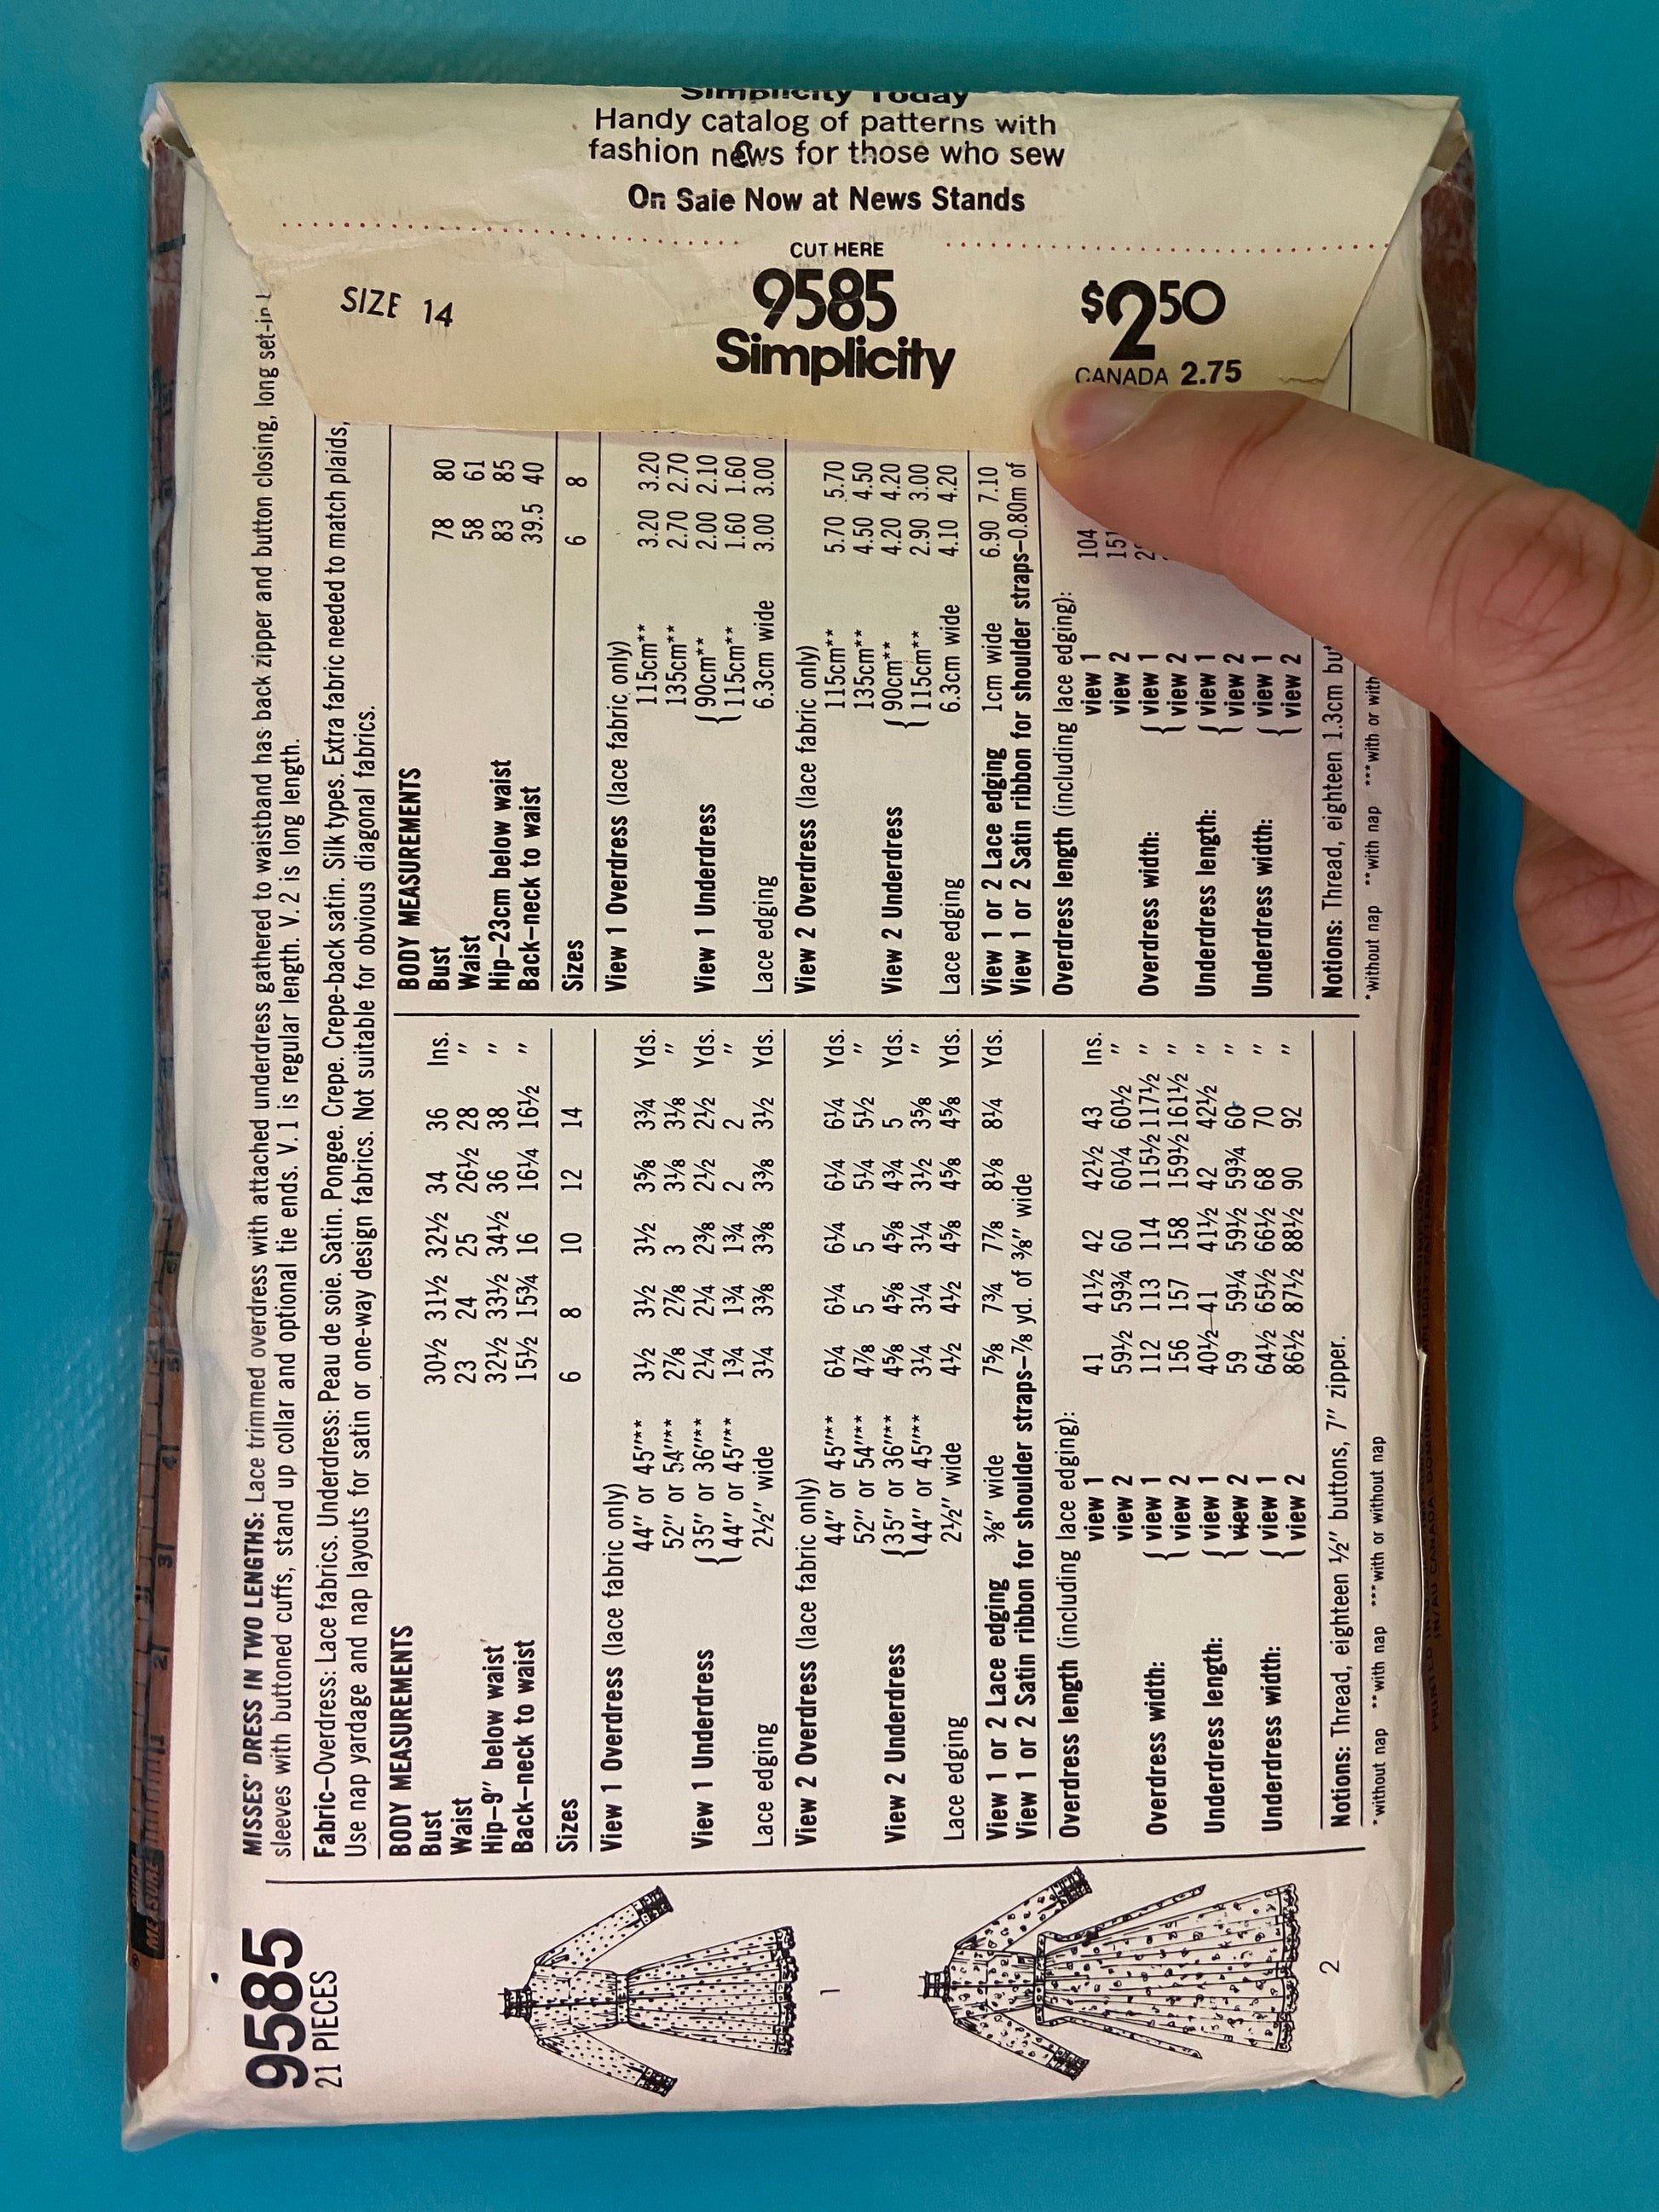 Simplicity Today
Handy catalog of patterns with
fashion news for those who sew
On Sale Now at News Stands
CUT HERE
SIZE 14
9585
Simplicity
$2.50
CANADA 2.75
9585
21 PIECES
1
2
MISSES' DRESS IN TWO LENGTHS: Lace trimmed overdress with attached underdress gathered to waistband has back zipper and button closing, long set-in
sleeves with buttoned cuffs, stand up collar and optional tie ends. V. 1 is regular length. V. 2 is long length.
Fabric–Overdress: Lace fabrics. Underdress: Peau de soie. Satin. Pongee. Crepe. Crepe-back satin. Silk types. Extra fabric needed to match plaids,
Use nap yardage and nap layouts for satin or one-way design fabrics. Not suitable for obvious diagonal fabrics.
BODY MEASUREMENTS
Bust 30½ 31½ 32½ 34 36 Ins.
Waist 23 24 25 26½ 28 ″
Hip–9″ below waist 32½ 33½ 34½ 36 38 ″
Back–neck to waist 15½ 15¾ 16 16¼ 16½ ″
Sizes 6 8 10 12 14
View 1 Overdress (lace fabric only)
44″ or 45″** 3½ 3½ 3½ 3⅝ 3¾ Yds.
52″ or 54″** 2⅞ 2⅞ 3 3⅛ 3⅛ ″
View 1 Underdress { 35″ or 36″** 2¼ 2¼ 2⅜ 2½ 2½ Yds.
{ 44″ or 45″** 1¾ 1¾ 1¾ 2 2 ″
Lace edging 2½″ wide 3¼ 3⅜ 3⅜ 3⅜ 3½ Yds.
View 2 Overdress (lace fabric only)
44″ or 45″** 6¼ 6¼ 6¼ 6¼ 6¼ Yds.
52″ or 54″** 4⅞ 5 5 5¼ 5½ ″
View 2 Underdress { 35″ or 36″** 4⅝ 4⅝ 4⅝ 4¾ 5 Yds.
{ 44″ or 45″** 3¼ 3¼ 3¼ 3½ 3⅝ ″
Lace edging 2½″ wide 4½ 4½ 4⅝ 4⅝ 4⅝ Yds.
View 1 or 2 Lace edging ⅜″ wide 7⅝ 7¾ 7⅞ 8⅛ 8¼ Yds.
View 1 or 2 Satin ribbon for shoulder straps–⅞ yd. of ⅜″ wide
Overdress length (including lace edging):
view 1 41 41½ 42 42½ 43 Ins.
view 2 59½ 59¾ 60 60¼ 60½ ″
Overdress width: { view 1 112 113 114 115½ 117½ ″
{ view 2 156 157 158 159½ 161½ ″
Underdress length: { view 1 40½ 41 41½ 42 42½ ″
{ view 2 59 59¼ 59½ 59¾ 60 ″
Underdress width: { view 1 64½ 65½ 66½ 68 70 ″
{ view 2 86½ 87½ 88½ 90 92 ″
Notions: Thread, eighteen ½″ buttons, 7″ zipper.
*without nap **with nap ***with or without nap
BODY MEASUREMENTS
Bust 78 80
Waist 58 61
Hip–23cm below waist 83 85
Back–neck to waist 39.5 40
Sizes 6 8
View 1 Overdress (lace fabric only)
115cm** 3.20 3.20
135cm** 2.70 2.70
View 1 Underdress { 90cm** 2.00 2.10
{ 115cm** 1.60 1.60
Lace edging 6.3cm wide 3.00 3.00
View 2 Overdress (lace fabric only)
115cm** 5.70 5.70
135cm** 4.50 4.50
View 2 Underdress { 90cm** 4.20 4.20
{ 115cm** 2.90 3.00
Lace edging 6.3cm wide 4.10 4.20
View 1 or 2 Lace edging 1cm wide 6.90 7.10
View 1 or 2 Satin ribbon for shoulder straps–0.80m of
Overdress length (including lace edging):
view 1 104
view 2 151
Overdress width: { view 1
{ view 2
Underdress length: { view 1
{ view 2
Underdress width: { view 1
{ view 2
Notions: Thread, eighteen 1.3cm
*without nap **with nap ***with or with
MEASURE